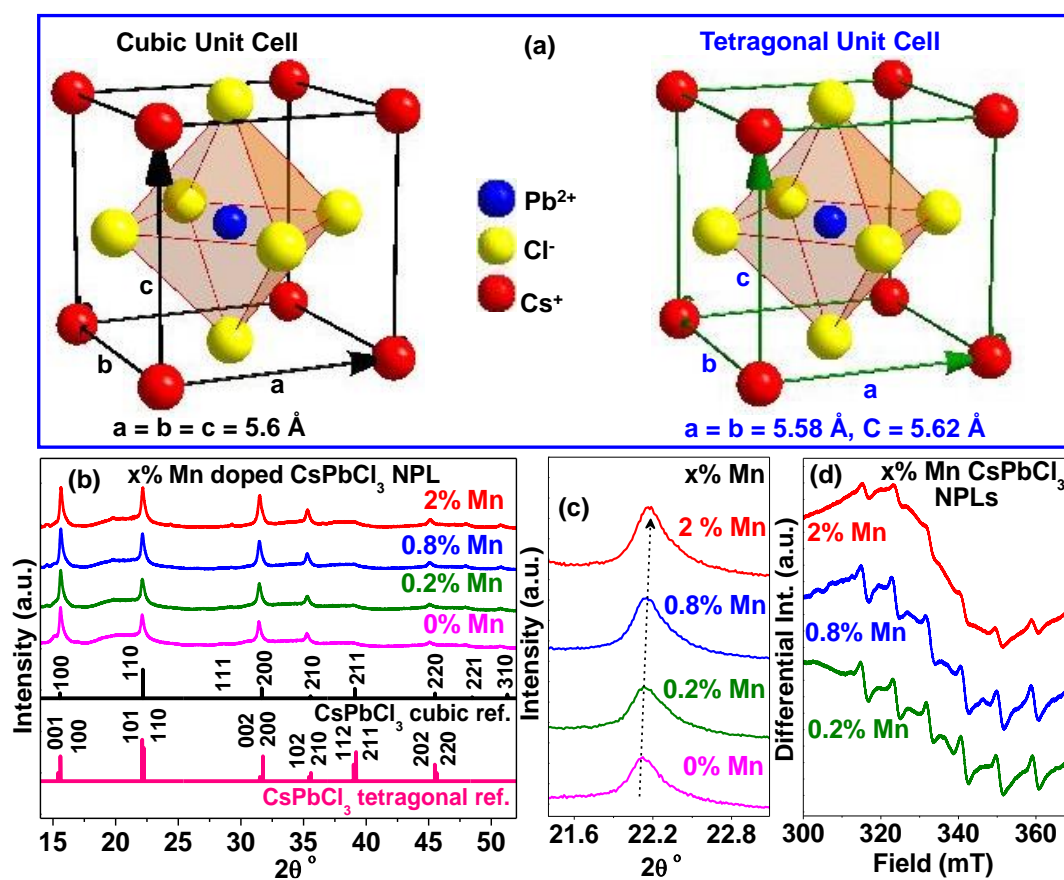 Cubic Unit Cell
(a)
Tetragonal Unit Cell
Pb²⁺
Cl⁻
Cs⁺
c
b
a
a = b = c = 5.6 Å
c
b
a
a = b = 5.58 Å, C = 5.62 Å
(b) x% Mn doped CsPbCl₃ NPL
2% Mn
0.8% Mn
0.2% Mn
0% Mn
100
110
111
200
210
211
220
221
310
CsPbCl₃ cubic ref.
001
100
101
110
002
200
102
210
112
211
202
220
CsPbCl₃ tetragonal ref.
Intensity (a.u.)
15 20 25 30 35 40 45 50
2θ °
(c)
x% Mn
2 % Mn
0.8% Mn
0.2% Mn
0% Mn
Intensity (a.u.)
21.6 22.2 22.8
2θ °
(d) x% Mn CsPbCl₃
NPLs
2% Mn
0.8% Mn
0.2% Mn
Differential Int. (a.u.)
300 320 340 360
Field (mT)